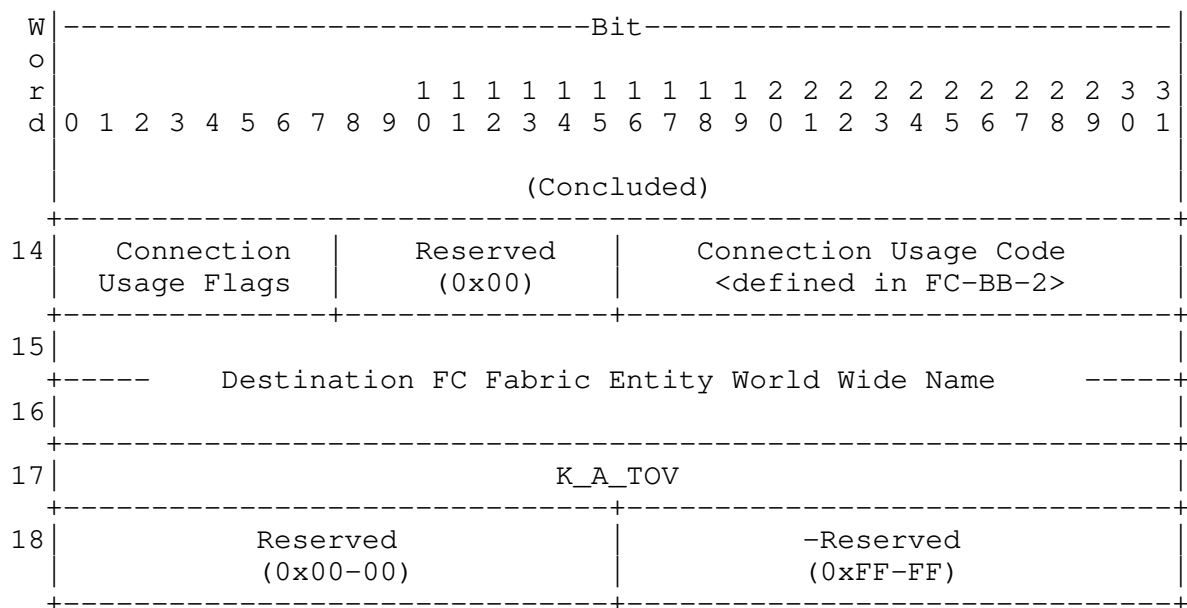 W|------------------------------Bit------------------------------|
o|                                                               |
r|                    1 1 1 1 1 1 1 1 1 1 2 2 2 2 2 2 2 2 2 2 3 3|
d|0 1 2 3 4 5 6 7 8 9 0 1 2 3 4 5 6 7 8 9 0 1 2 3 4 5 6 7 8 9 0 1|
 |                                                               |
 |                          (Concluded)                          |
 +---------------------------------------------------------------+
14|  Connection   |   Reserved    |    Connection Usage Code      |
  | Usage Flags   |    (0x00)     |     <defined in FC-BB-2>      |
  +---------------+---------------+-------------------------------+
15|                                                               |
  +-----    Destination FC Fabric Entity World Wide Name     -----+
16|                                                               |
  +---------------------------------------------------------------+
17|                            K_A_TOV                            |
  +-------------------------------+-------------------------------+
18|           Reserved            |          -Reserved            |
  |           (0x00-00)           |          (0xFF-FF)            |
  +-------------------------------+-------------------------------+